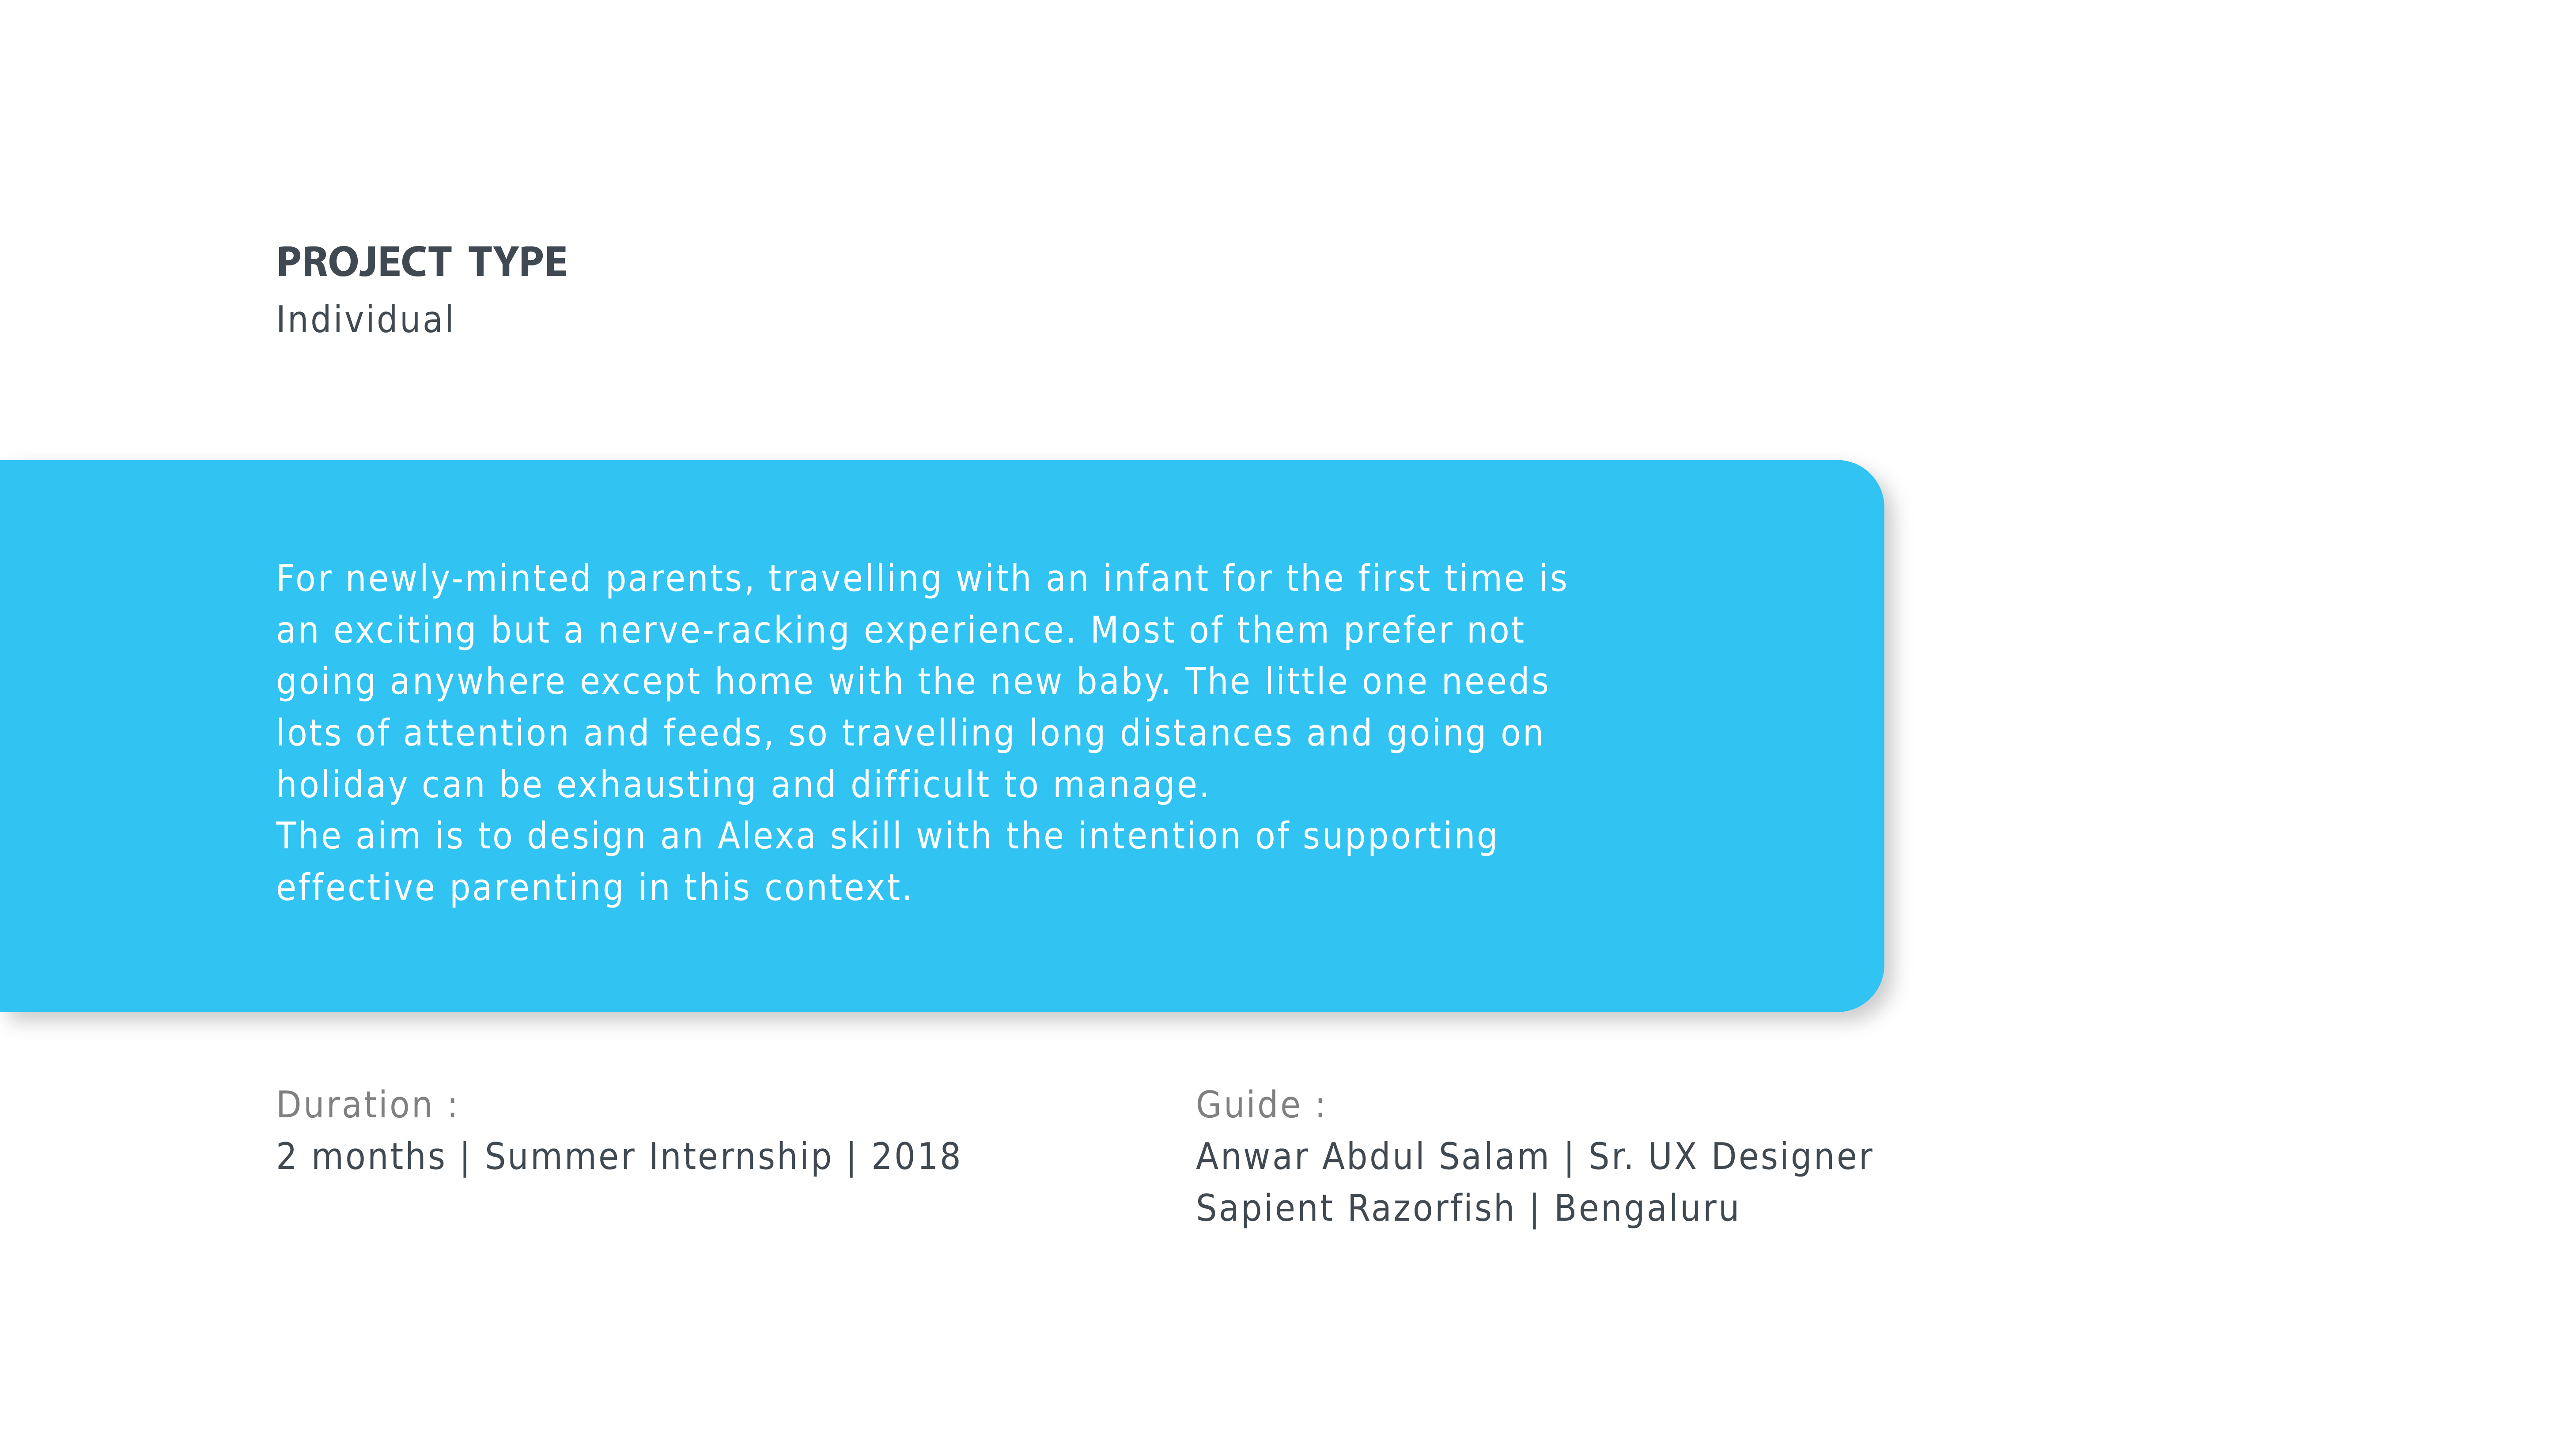 PROJECT TYPE
Individual
For newly-minted parents, travelling with an infant for the first time is
an exciting but a nerve-racking experience. Most of them prefer not
going anywhere except home with the new baby. The little one needs
lots of attention and feeds, so travelling long distances and going on
holiday can be exhausting and difficult to manage.
The aim is to design an Alexa skill with the intention of supporting
effective parenting in this context.
Duration :
2 months | Summer Internship | 2018
Guide :
Anwar Abdul Salam | Sr. UX Designer
Sapient Razorfish | Bengaluru